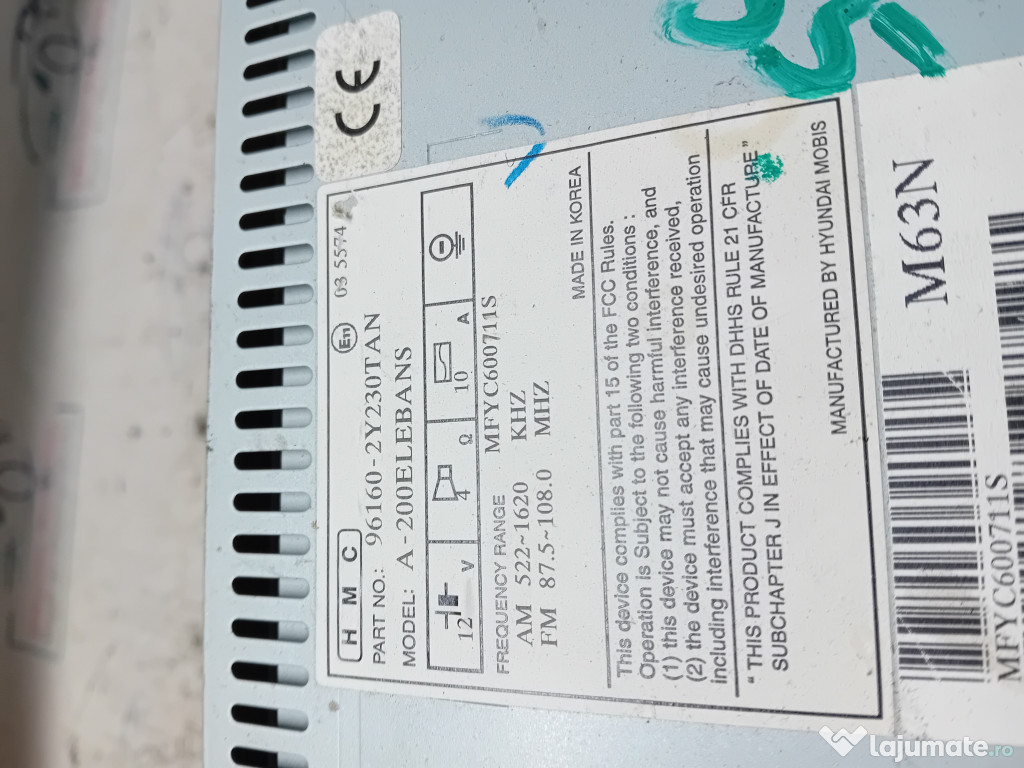 CE
H M C
E11 03 5574
PART NO.: 96160-2Y230TAN
MODEL: A-200ELEBANS
12 V 4 Ω 10 A
FREQUENCY RANGE MFYC600711S
AM 522~1620 KHZ
FM 87.5~108.0 MHZ
MADE IN KOREA
This device complies with part 15 of the FCC Rules.
Operation is Subject to the following two conditions :
(1) this device may not cause harmful interference, and
(2) the device must accept any interference received,
including interference that may cause undesired operation
“ THIS PRODUCT COMPLIES WITH DHHS RULE 21 CFR
SUBCHAPTER J IN EFFECT OF DATE OF MANUFACTURE ”
MANUFACTURED BY HYUNDAI MOBIS
M63N
MFYC600711S
lajumate.ro